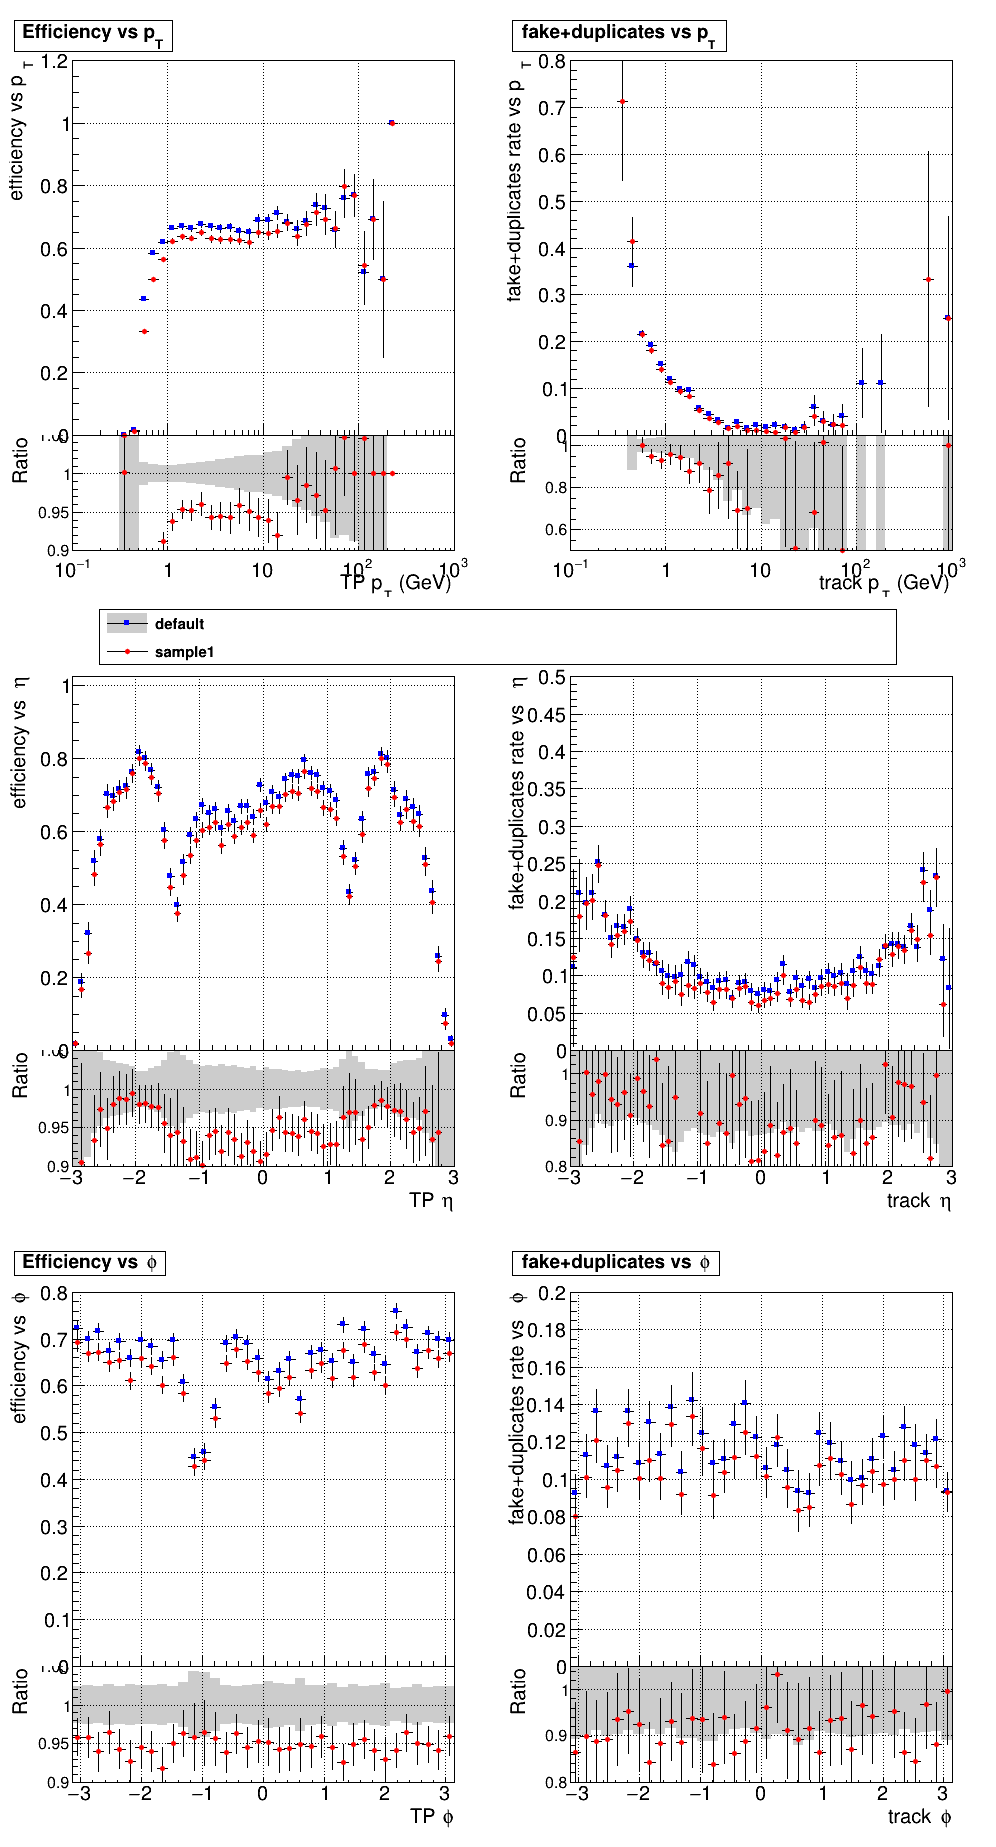 Efficiency vs p_T
fake+duplicates vs p_T
efficiency vs p_T
1.2
1
0.8
0.6
0.4
0.2
0
Ratio
1
0.95
0.9
10^−1
1
10
10^2
10^3
TP p_T (GeV)
fake+duplicates rate vs p_T
0.8
0.7
0.6
0.5
0.4
0.3
0.2
0.1
0
Ratio
1
0.8
0.6
10^−1
1
10
10^2
10^3
track p_T (GeV)
default
sample1
efficiency vs η
1
0.8
0.6
0.4
0.2
0
Ratio
1
0.95
0.9
−3 −2 −1 0 1 2 3
TP η
fake+duplicates rate vs η
0.5
0.45
0.4
0.35
0.3
0.25
0.2
0.15
0.1
0.05
0
Ratio
1
0.9
0.8
−3 −2 −1 0 1 2 3
track η
Efficiency vs ϕ
fake+duplicates vs ϕ
efficiency vs ϕ
0.8
0.7
0.6
0.5
0.4
0.3
0.2
0.1
0
Ratio
1
0.95
0.9
−3 −2 −1 0 1 2 3
TP ϕ
fake+duplicates rate vs ϕ
0.2
0.18
0.16
0.14
0.12
0.1
0.08
0.06
0.04
0.02
0
Ratio
1
0.9
0.8
−3 −2 −1 0 1 2 3
track ϕ